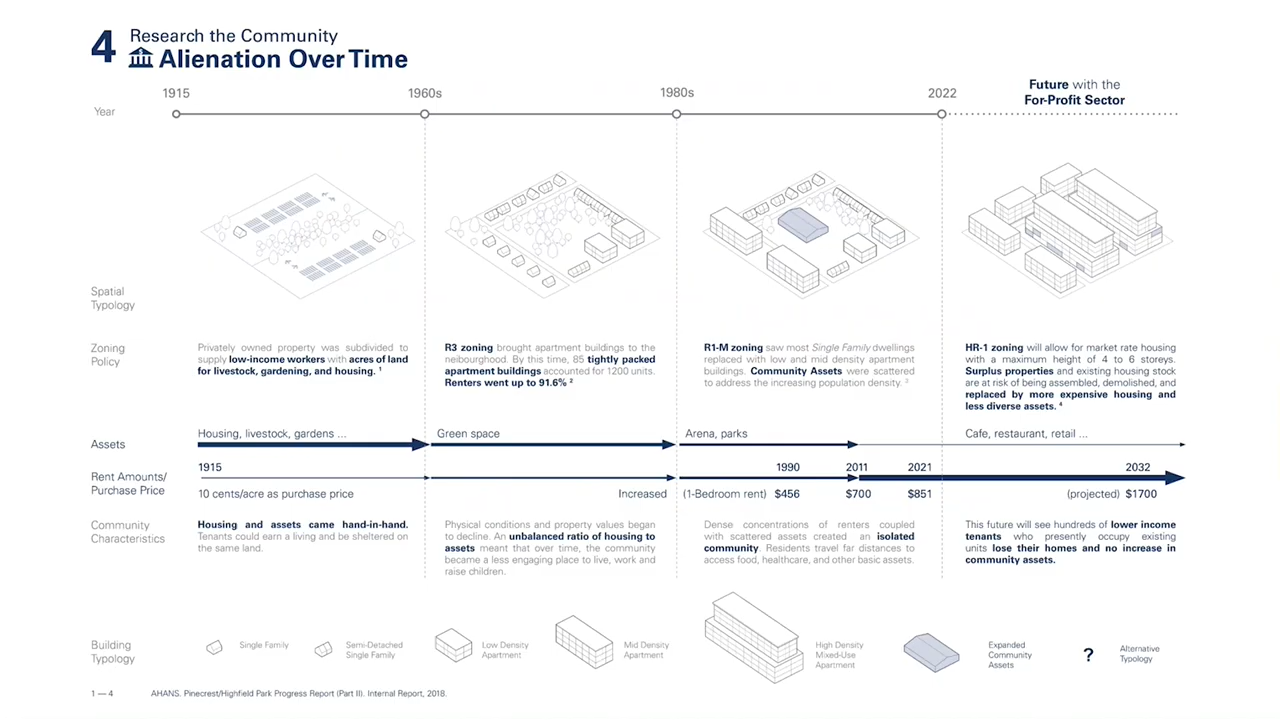 4
Research the Community
Alienation Over Time
Year
1915
1960s
1980s
2022
Future with the
For-Profit Sector
Spatial
Typology
Zoning
Policy
Privately owned property was subdivided to
supply low-income workers with acres of land
for livestock, gardening, and housing. 1
R3 zoning brought apartment buildings to the
neibourghood. By this time, 85 tightly packed
apartment buildings accounted for 1200 units.
Renters went up to 91.6% 2
R1-M zoning saw most Single Family dwellings
replaced with low and mid density apartment
buildings. Community Assets were scattered
to address the increasing population density. 3
HR-1 zoning will allow for market rate housing
with a maximum height of 4 to 6 storeys.
Surplus properties and existing housing stock
are at risk of being assembled, demolished, and
replaced by more expensive housing and
less diverse assets. 4
Assets
Housing, livestock, gardens ...
Green space
Arena, parks
Cafe, restaurant, retail ...
Rent Amounts/
Purchase Price
1915
1990
2011
2021
2032
10 cents/acre as purchase price
Increased
(1-Bedroom rent) $456
$700
$851
(projected) $1700
Community
Characteristics
Housing and assets came hand-in-hand.
Tenants could earn a living and be sheltered on
the same land.
Physical conditions and property values began
to decline. An unbalanced ratio of housing to
assets meant that over time, the community
became a less engaging place to live, work and
raise children.
Dense concentrations of renters coupled
with scattered assets created an isolated
community. Residents travel far distances to
access food, healthcare, and other basic assets.
This future will see hundreds of lower income
tenants who presently occupy existing
units lose their homes and no increase in
community assets.
Building
Typology
Single Family
Semi-Detached
Single Family
Low Density
Apartment
Mid Density
Apartment
High Density
Mixed-Use
Apartment
Expanded
Community
Assets
?
Alternative
Typology
1 — 4
AHANS. Pinecrest/Highfield Park Progress Report (Part II). Internal Report, 2018.